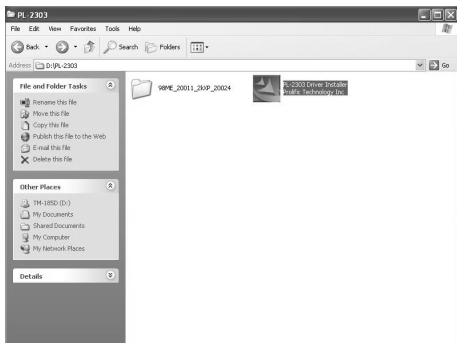 PL-2303
File Edit View Favorites Tools Help
Back Search Folders
Address D:\PL-2303 Go
File and Folder Tasks
Rename this file
Move this file
Copy this file
Publish this file to the Web
E-mail this file
Delete this file
Other Places
TM-185D (D:)
My Documents
Shared Documents
My Computer
My Network Places
Details
98ME_20011_2kXP_20024
PL-2303 Driver Installer
Prolific Technology Inc